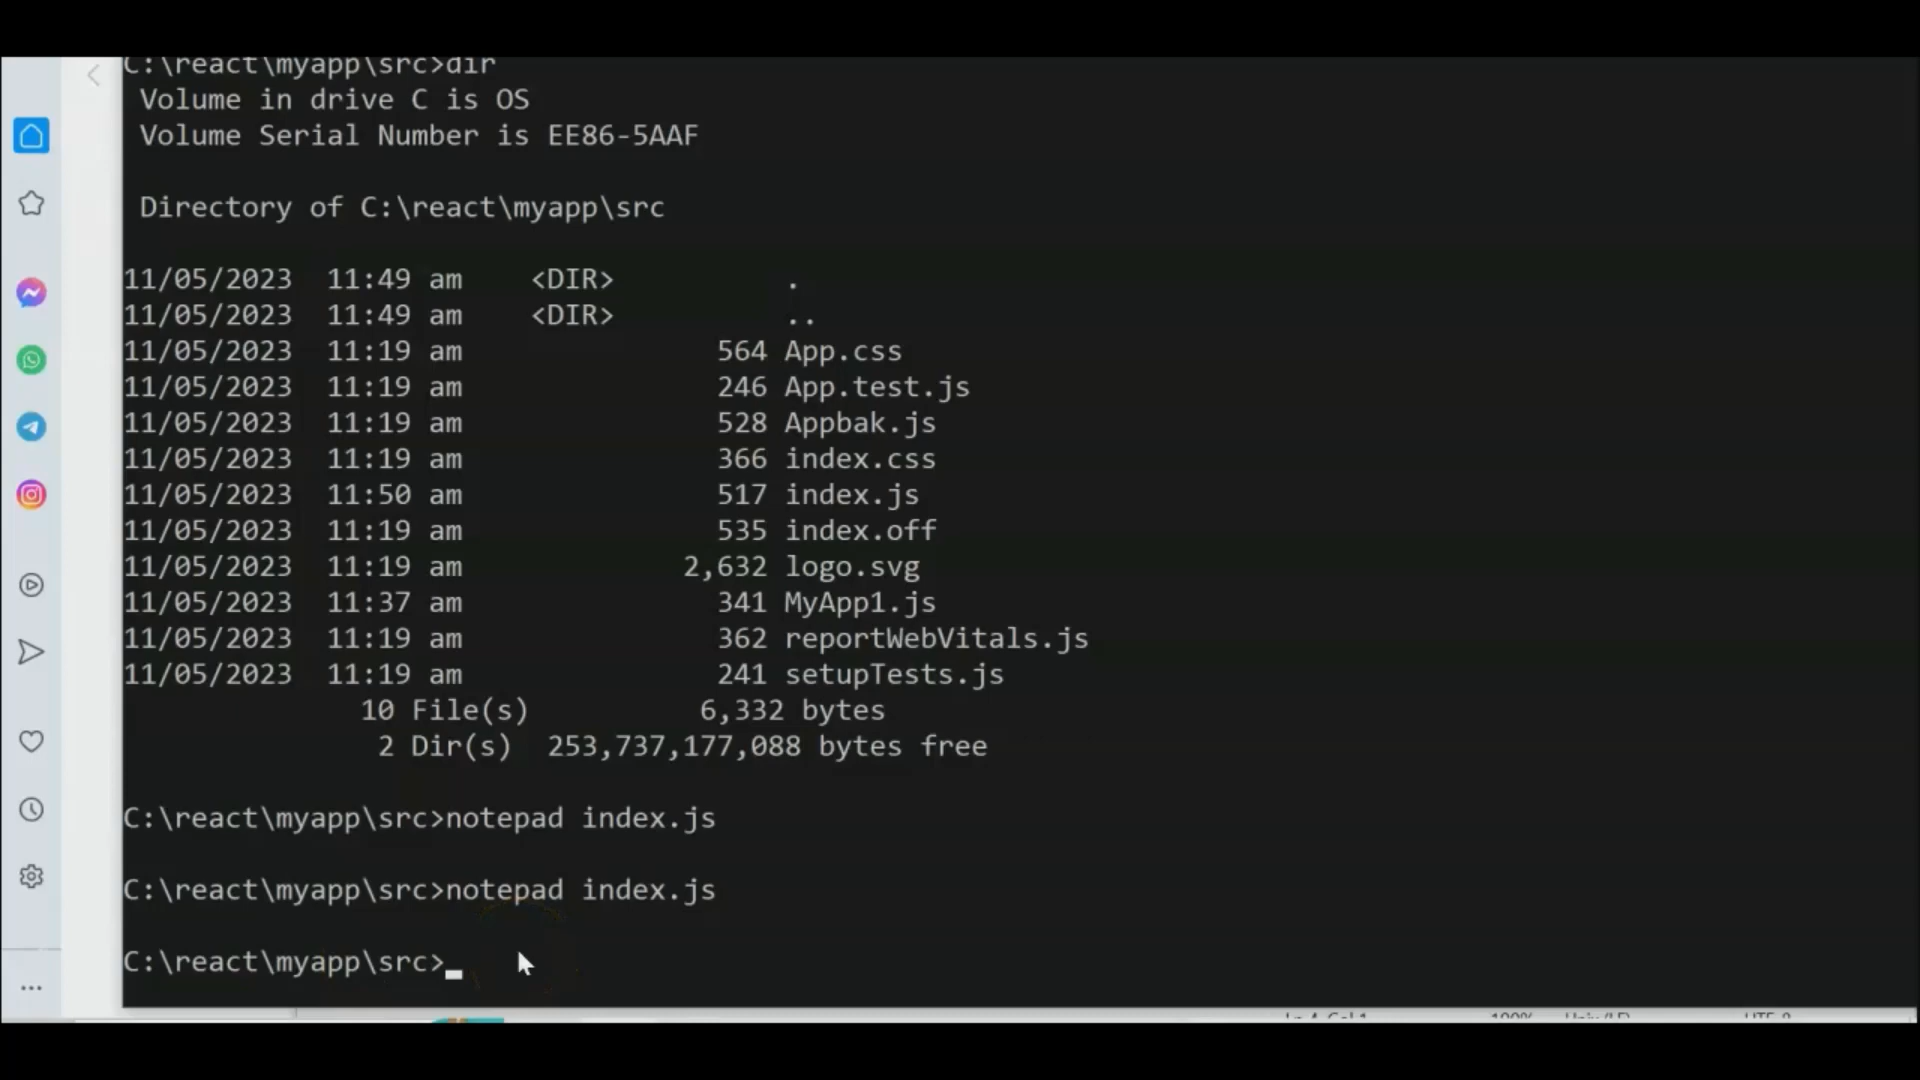 C:\react\myapp\src>dir
Volume in drive C is OS
Volume Serial Number is EE86-5AAF
Directory of C:\react\myapp\src
11/05/2023  11:49 am    <DIR>          .
11/05/2023  11:49 am    <DIR>          ..
11/05/2023  11:19 am               564 App.css
11/05/2023  11:19 am               246 App.test.js
11/05/2023  11:19 am               528 Appbak.js
11/05/2023  11:19 am               366 index.css
11/05/2023  11:50 am               517 index.js
11/05/2023  11:19 am               535 index.off
11/05/2023  11:19 am             2,632 logo.svg
11/05/2023  11:37 am               341 MyApp1.js
11/05/2023  11:19 am               362 reportWebVitals.js
11/05/2023  11:19 am               241 setupTests.js
10 File(s)          6,332 bytes
2 Dir(s)  253,737,177,088 bytes free
C:\react\myapp\src>notepad index.js
C:\react\myapp\src>notepad index.js
C:\react\myapp\src>